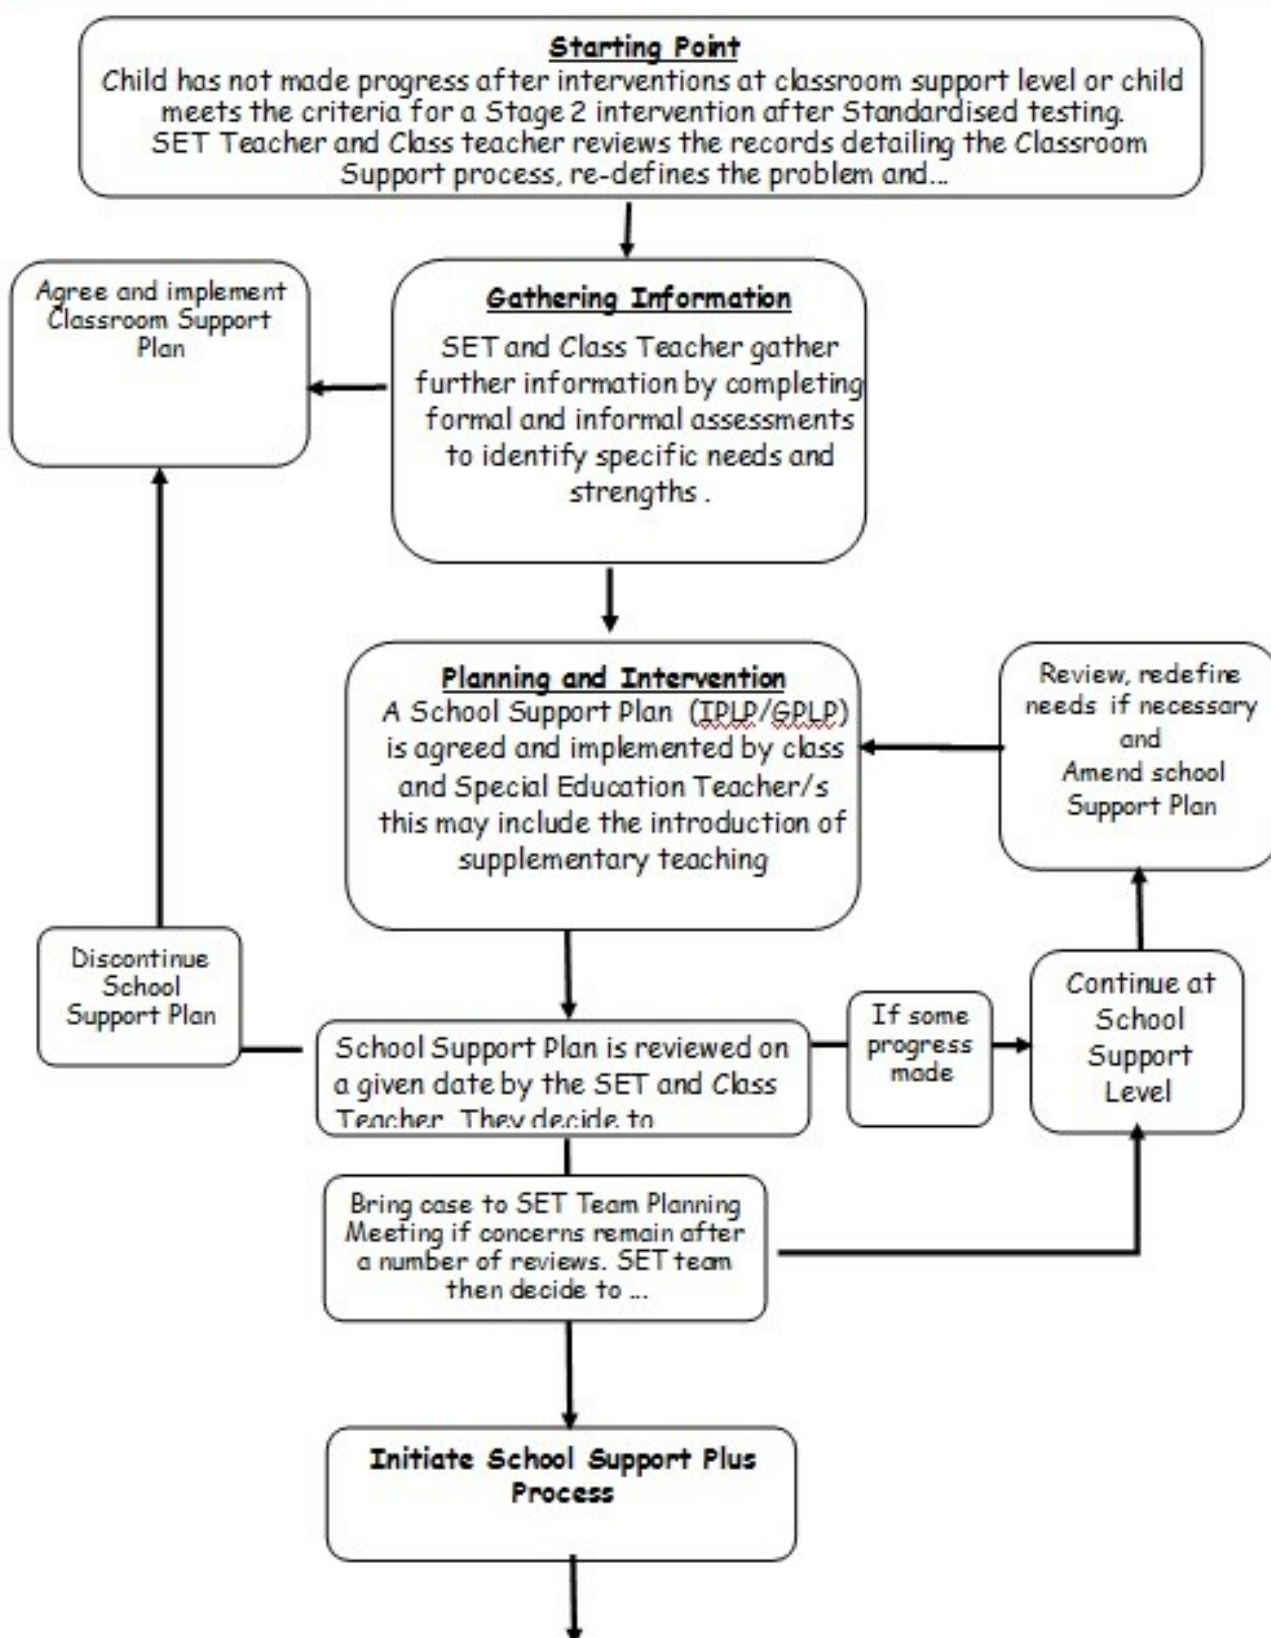 Starting Point
Child has not made progress after interventions at classroom support level or child
meets the criteria for a Stage 2 intervention after Standardised testing.
SET Teacher and Class teacher reviews the records detailing the Classroom
Support process, re-defines the problem and...
Agree and implement
Classroom Support
Plan
Gathering Information
SET and Class Teacher gather
further information by completing
formal and informal assessments
to identify specific needs and
strengths .
Planning and Intervention
A School Support Plan (IPLP/GPLP)
is agreed and implemented by class
and Special Education Teacher/s
this may include the introduction of
supplementary teaching
Review, redefine
needs if necessary
and
Amend school
Support Plan
Discontinue
School
Support Plan
School Support Plan is reviewed on
a given date by the SET and Class
Teacher. They decide to
If some
progress
made
Continue at
School
Support
Level
Bring case to SET Team Planning
Meeting if concerns remain after
a number of reviews. SET team
then decide to ...
Initiate School Support Plus
Process